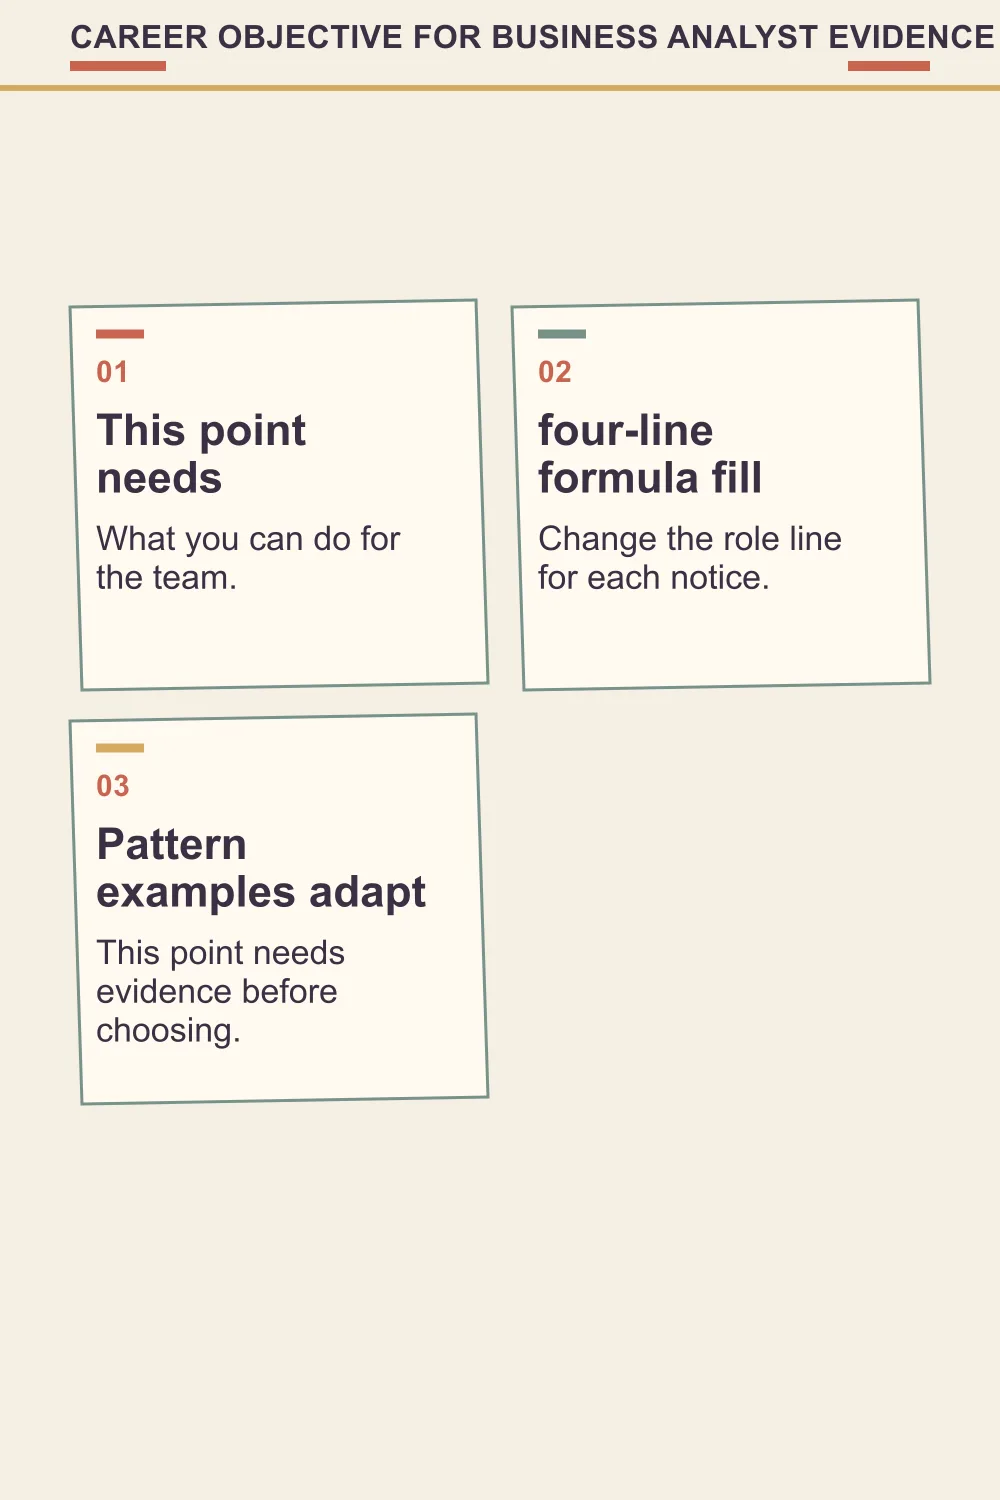 CAREER OBJECTIVE FOR BUSINESS ANALYST EVIDENCE
01
This point
needs
What you can do for
the team.
02
four-line
formula fill
Change the role line
for each notice.
03
Pattern
examples adapt
This point needs
evidence before
choosing.